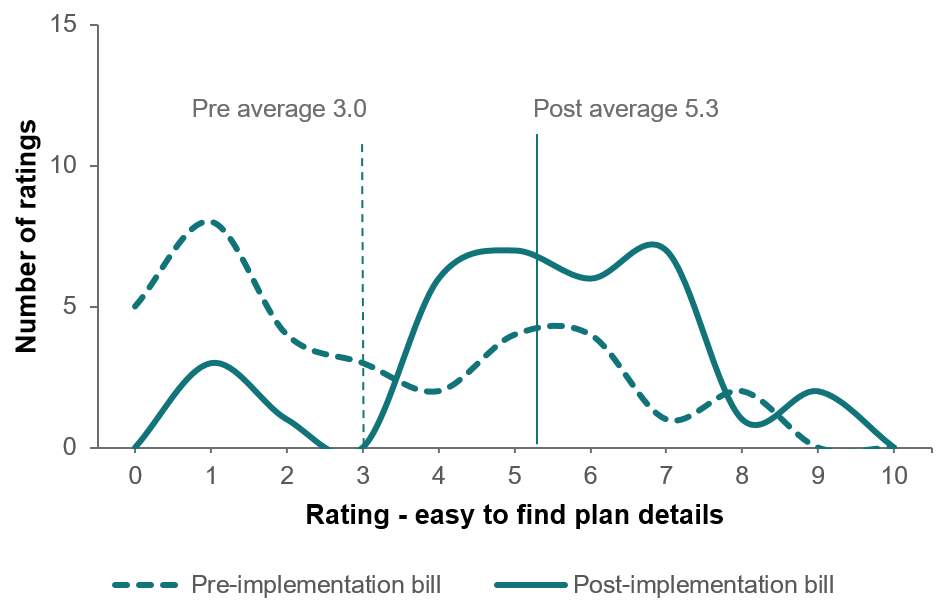 15
Pre average 3.0
Post average 5.3
10
Number of ratings
5
0
0 1 2 3 4 5 6 7 8 9 10
Rating - easy to find plan details
Pre-implementation bill
Post-implementation bill